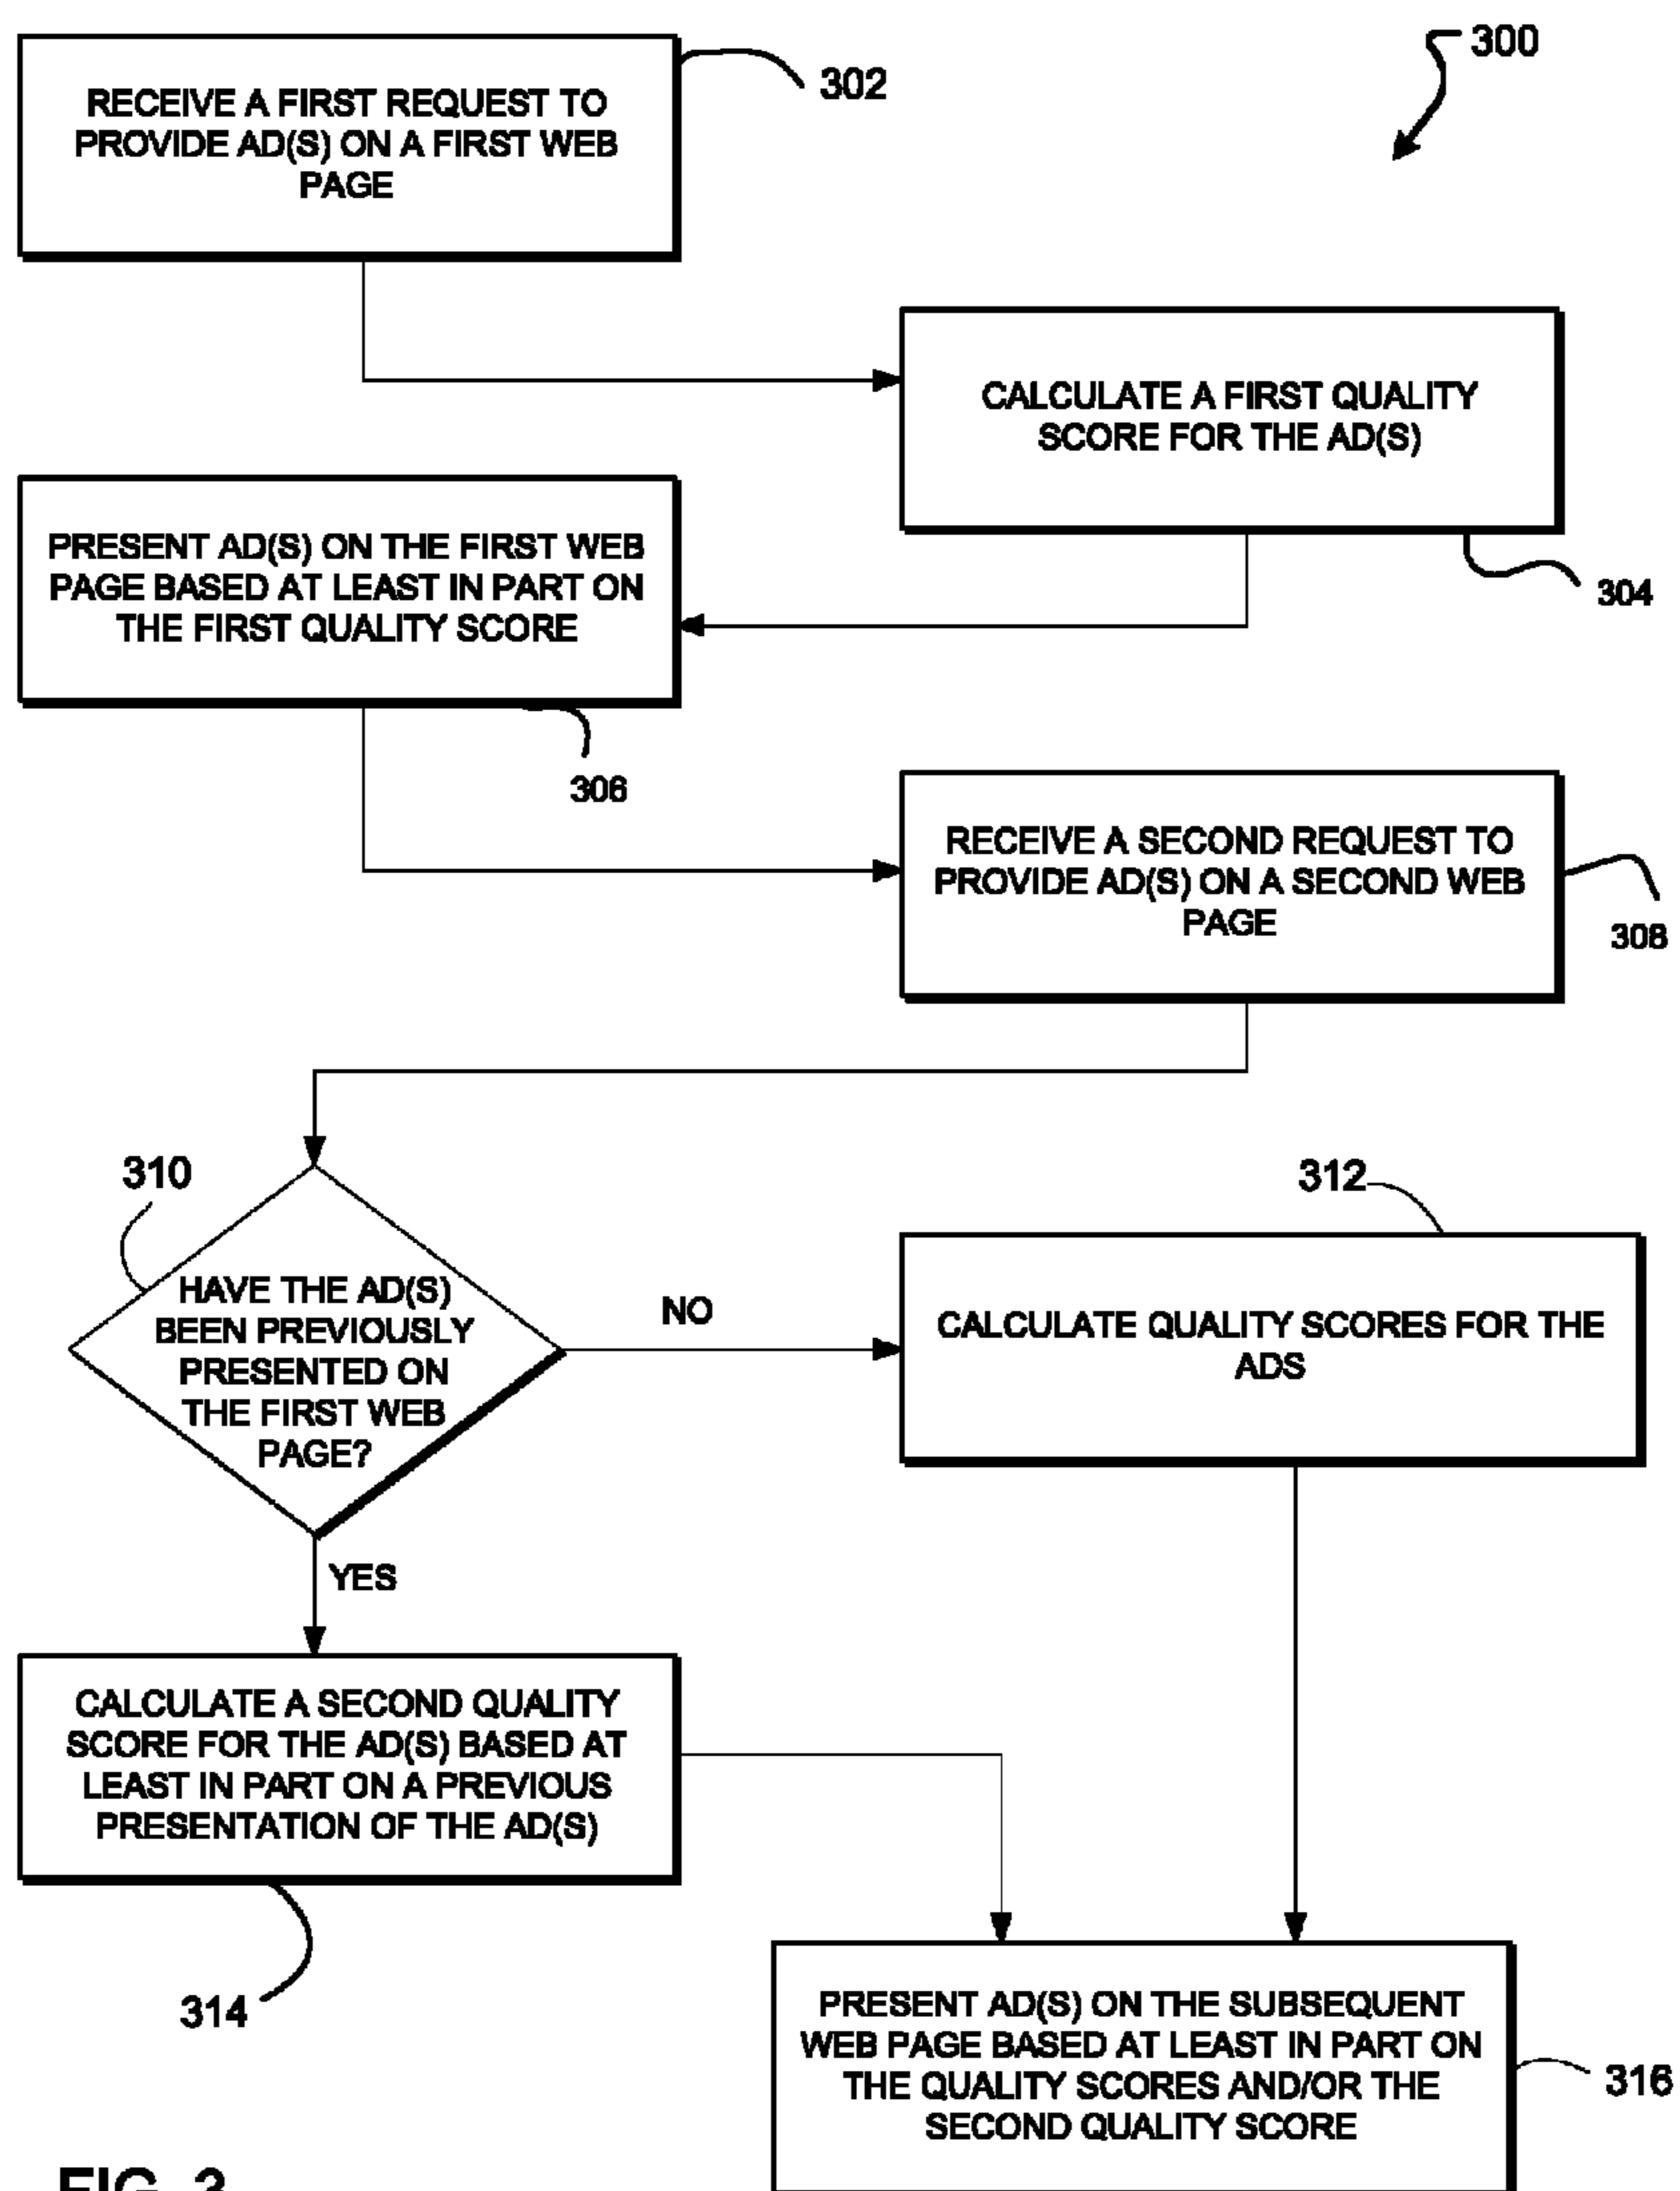 300
RECEIVE A FIRST REQUEST TO
PROVIDE AD(S) ON A FIRST WEB
PAGE
302
CALCULATE A FIRST QUALITY
SCORE FOR THE AD(S)
304
PRESENT AD(S) ON THE FIRST WEB
PAGE BASED AT LEAST IN PART ON
THE FIRST QUALITY SCORE
306
RECEIVE A SECOND REQUEST TO
PROVIDE AD(S) ON A SECOND WEB
PAGE
308
310
HAVE THE AD(S)
BEEN PREVIOUSLY
PRESENTED ON
THE FIRST WEB
PAGE?
NO
312
CALCULATE QUALITY SCORES FOR THE
ADS
YES
CALCULATE A SECOND QUALITY
SCORE FOR THE AD(S) BASED AT
LEAST IN PART ON A PREVIOUS
PRESENTATION OF THE AD(S)
314
PRESENT AD(S) ON THE SUBSEQUENT
WEB PAGE BASED AT LEAST IN PART ON
THE QUALITY SCORES AND/OR THE
SECOND QUALITY SCORE
316
FIG. 3